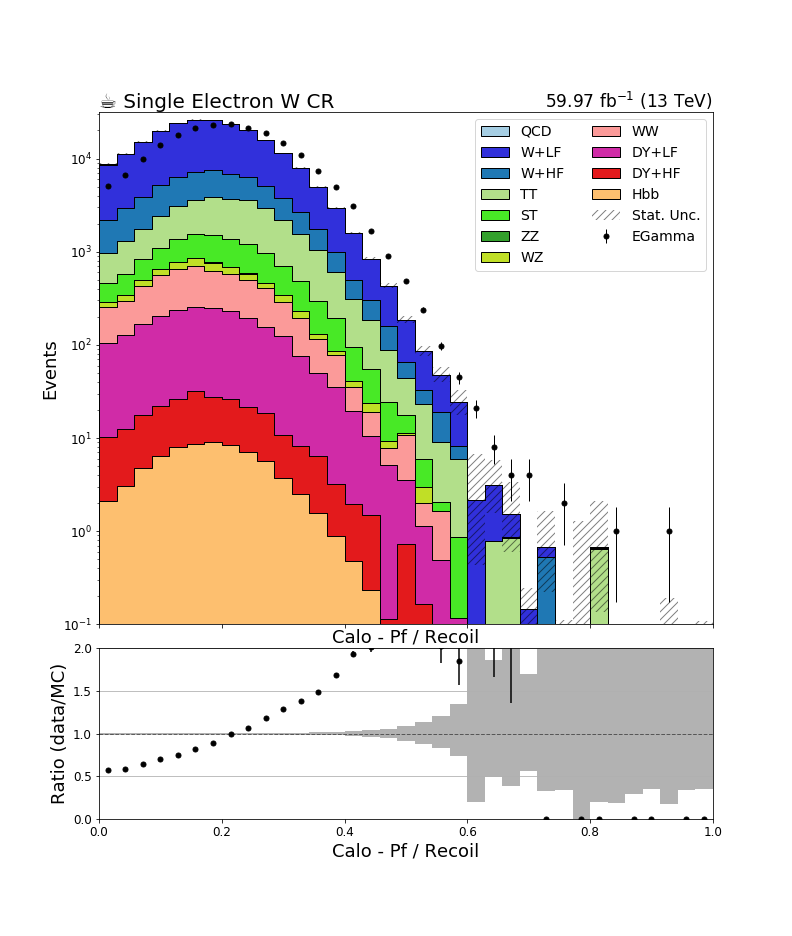 ☕ Single Electron W CR
59.97 fb⁻¹ (13 TeV)
QCD
W+LF
W+HF
TT
ST
ZZ
WZ
WW
DY+LF
DY+HF
Hbb
Stat. Unc.
EGamma
Events
10⁴
10³
10²
10¹
10⁰
10⁻¹
Calo - Pf / Recoil
Ratio (data/MC)
2.0
1.5
1.0
0.5
0.0
0.0 0.2 0.4 0.6 0.8 1.0
Calo - Pf / Recoil